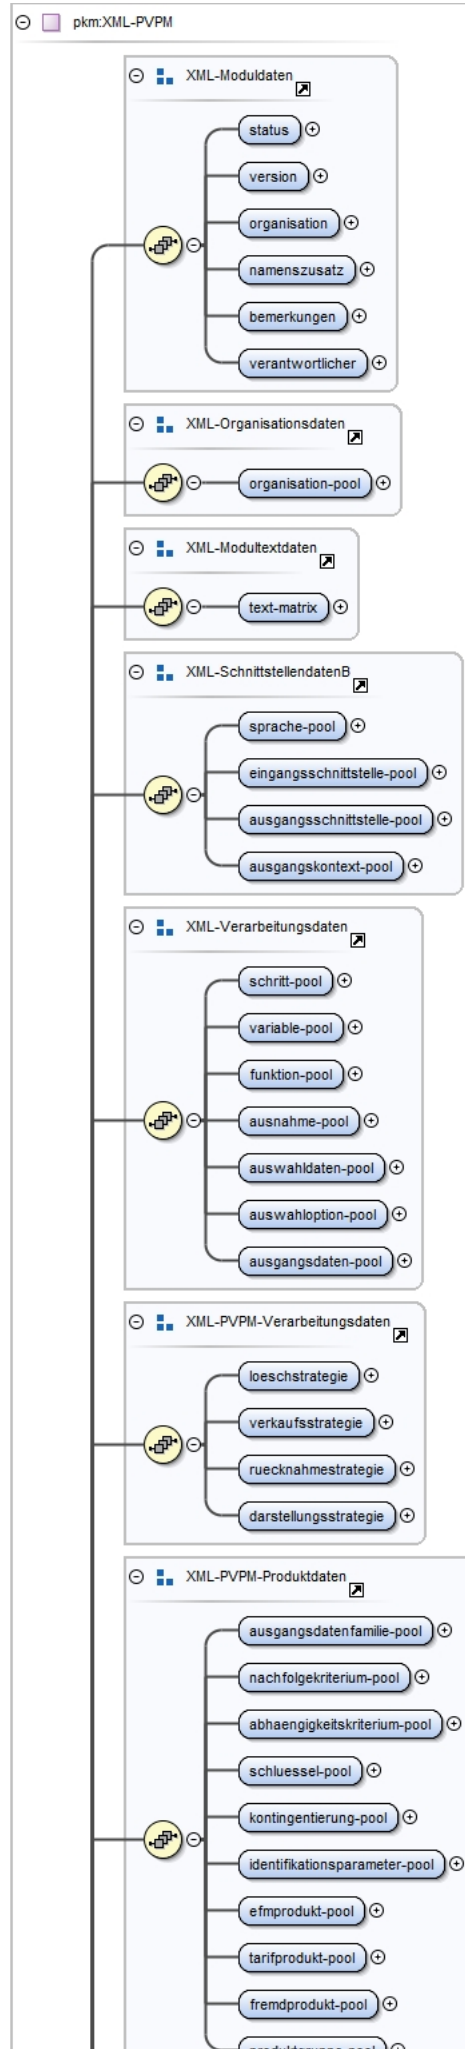 pkm:XML-PVPM
XML-Moduldaten
status
version
organisation
namenszusatz
bemerkungen
verantwortlicher
XML-Organisationsdaten
organisation-pool
XML-Modultextdaten
text-matrix
XML-SchnittstellendatenB
sprache-pool
eingangsschnittstelle-pool
ausgangsschnittstelle-pool
ausgangskontext-pool
XML-Verarbeitungsdaten
schritt-pool
variable-pool
funktion-pool
ausnahme-pool
auswahldaten-pool
auswahloption-pool
ausgangsdaten-pool
XML-PVPM-Verarbeitungsdaten
loeschstrategie
verkaufsstrategie
ruecknahmestrategie
darstellungsstrategie
XML-PVPM-Produktdaten
ausgangsdatenfamilie-pool
nachfolgekriterium-pool
abhaengigkeitskriterium-pool
schluessel-pool
kontingentierung-pool
identifikationsparameter-pool
efmprodukt-pool
tarifprodukt-pool
fremdprodukt-pool